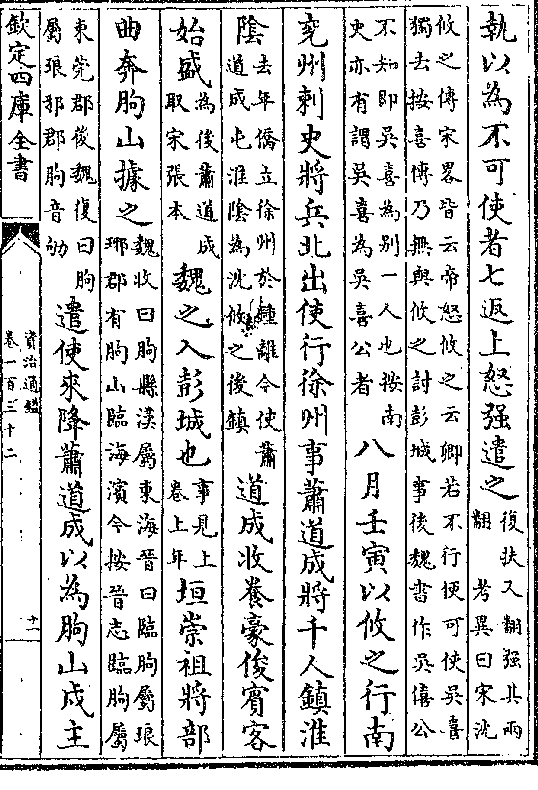 執以為不可使者七返上怒强遣之復扶又翻强其兩翻 考異曰宋沈
攸之傳宋畧皆云帝怒攸之云卿若不行便可使吳喜
獨去按喜傳乃無與攸之討彭城事後魏書作吳僖公
不知即吳喜為别一人也按南史亦有謂吳喜為吳喜公者八月壬寅以攸之行南
兖州刺史將兵北出使行徐州事蕭道成將千人鎮淮
陰去年僑立徐州於鍾離今使蕭道成屯淮陰為沈攸之後鎮道成收養豪俊賓客
始盛為後蕭道成取宋張本魏之入彭城也事見上卷上年垣崇祖將部
曲奔朐山據之魏收曰朐縣漢屬東海晉曰臨朐屬琅琊郡有朐山臨海濱今按晉志臨朐屬
東莞郡後魏復曰朐屬琅邪郡朐音劬遣使來降蕭道成以為朐山戍主
欽定四庫全書
資治通鑑
卷一百三十二
十一